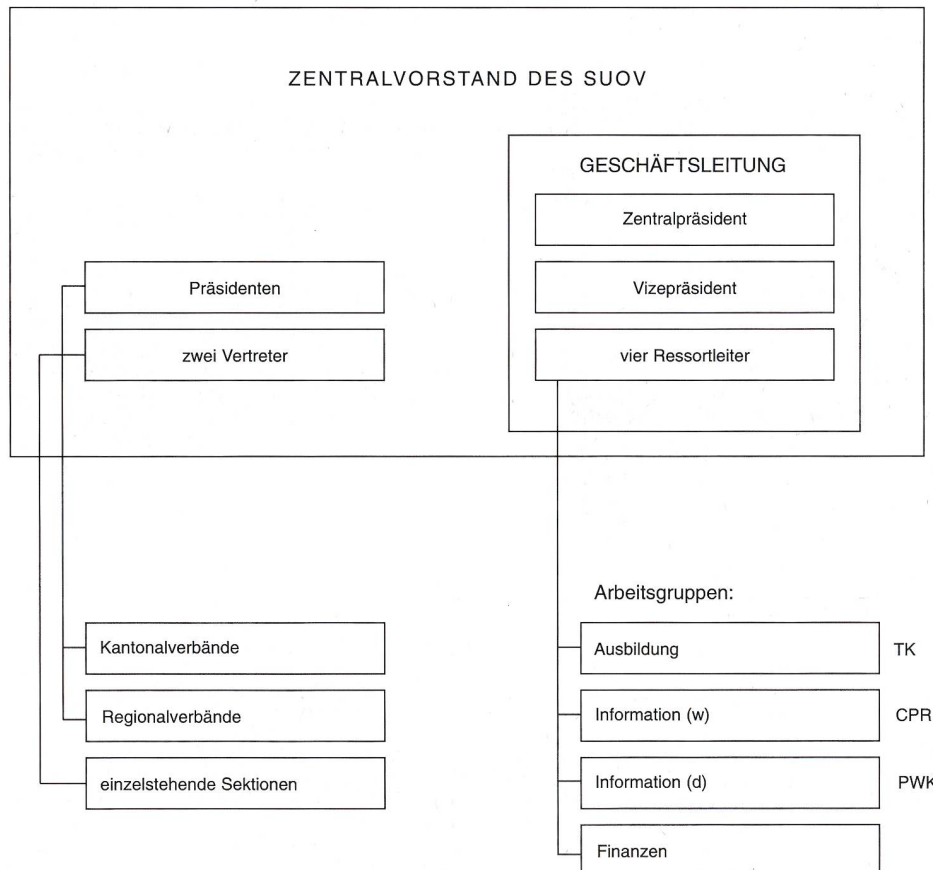 ZENTRALVORSTAND DES SUOV
GESCHÄFTSLEITUNG
Zentralpräsident
Präsidenten
Vizepräsident
zwei Vertreter
vier Ressortleiter
Arbeitsgruppen:
Kantonalverbände
Ausbildung
TK
Regionalverbände
Information (w)
CPR
einzelstehende Sektionen
Information (d)
PWK
Finanzen